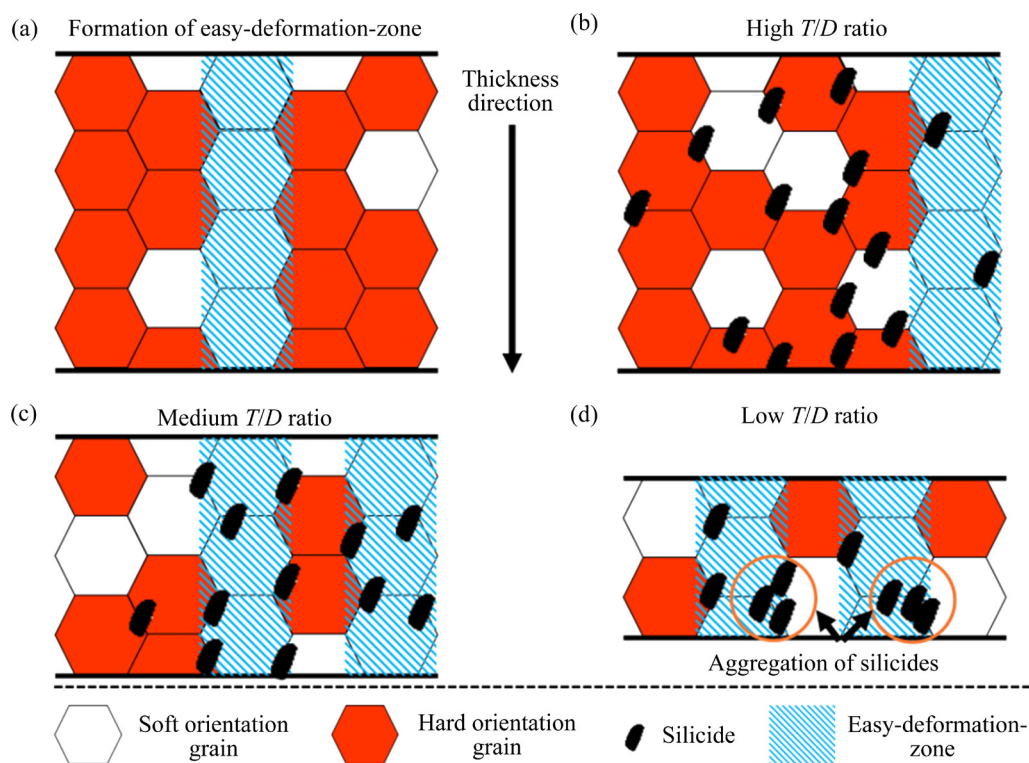 (a)
Formation of easy-deformation-zone
Thickness
direction
(b)
High T/D ratio
(c)
Medium T/D ratio
(d)
Low T/D ratio
Aggregation of silicides
Soft orientation
grain
Hard orientation
grain
Silicide
Easy-deformation-
zone